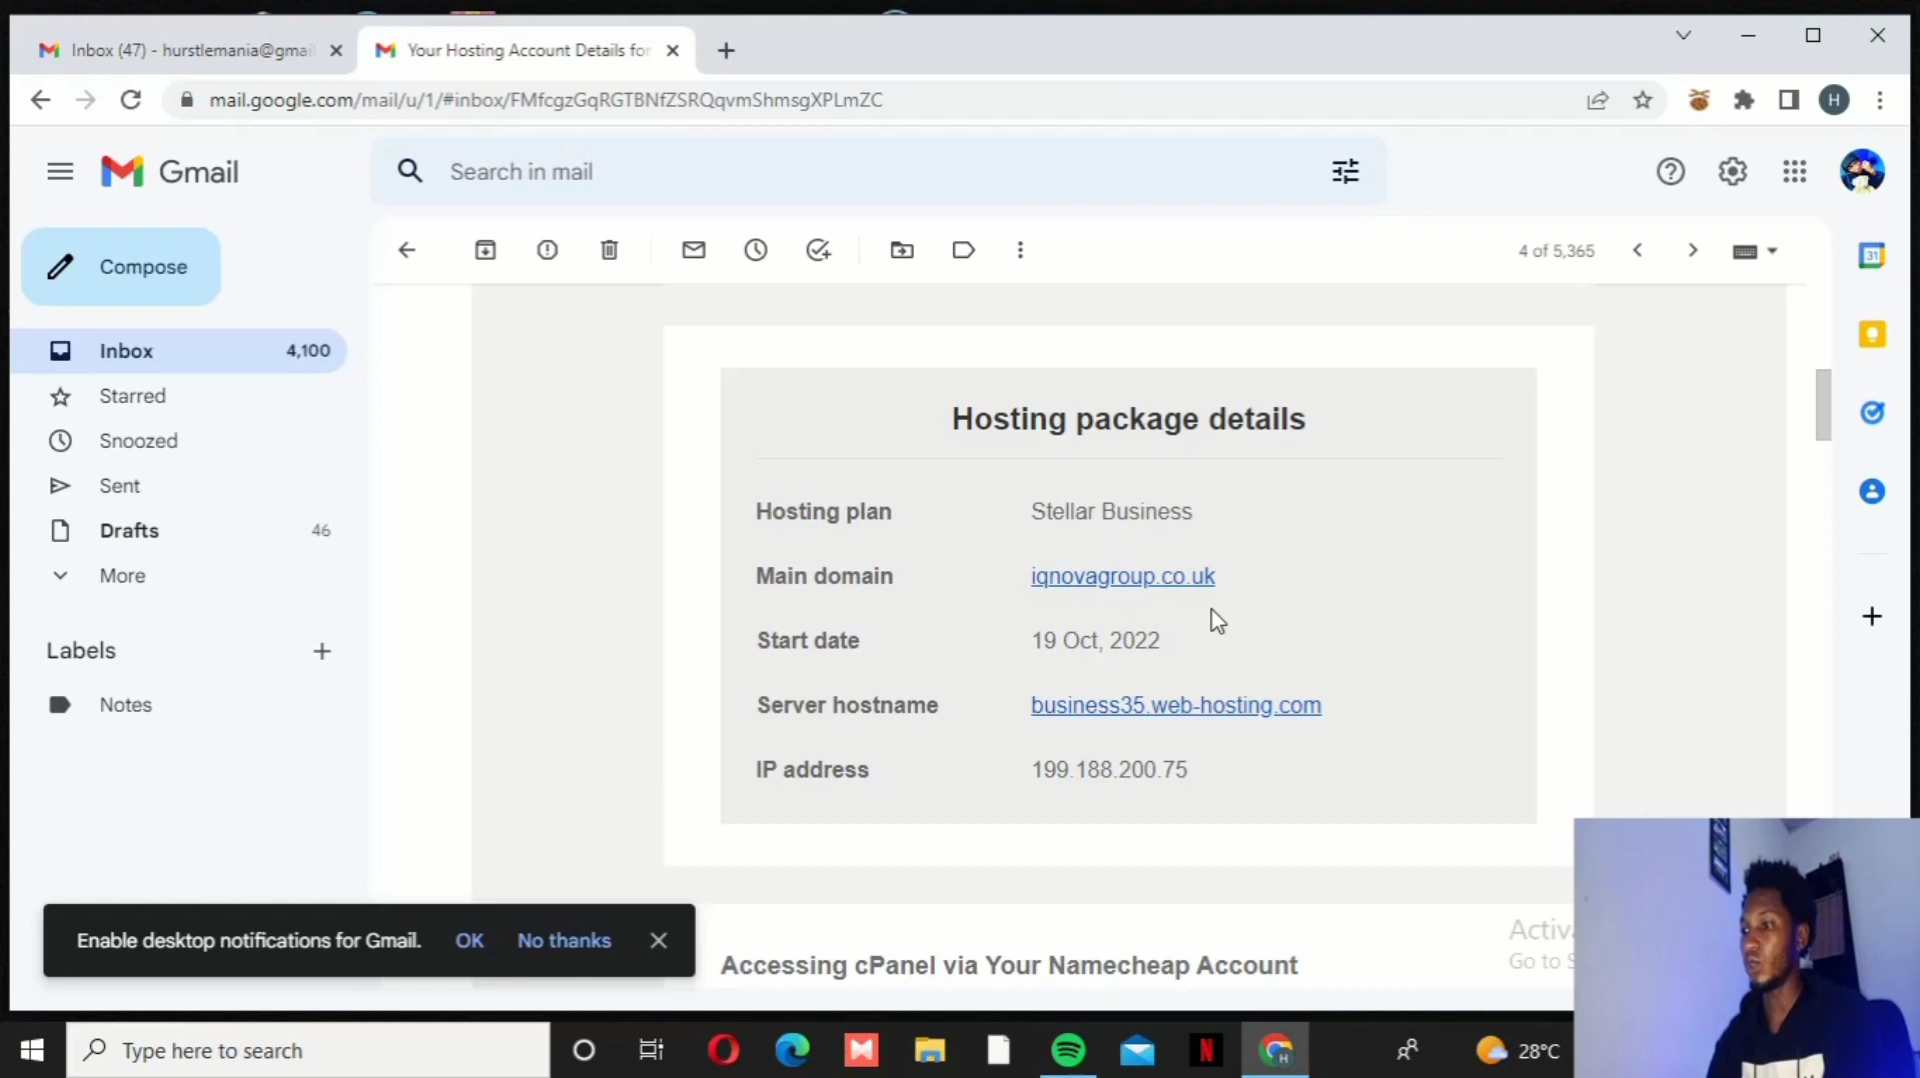 Inbox (47) - hurstlemania@gmai
Your Hosting Account Details for
mail.google.com/mail/u/1/#inbox/FMfcgzGqRGTBNfZSRQqvmShmsgXPLmZC
H
Gmail
Search in mail
Compose
4 of 5,365
31
Inbox 4,100
Starred
Snoozed
Sent
Drafts 46
More
Labels
Notes
Hosting package details
Hosting plan Stellar Business
Main domain iqnovagroup.co.uk
Start date 19 Oct, 2022
Server hostname business35.web-hosting.com
IP address 199.188.200.75
Enable desktop notifications for Gmail. OK No thanks
Accessing cPanel via Your Namecheap Account
Activ
Go to S
Type here to search
N
H
28°C